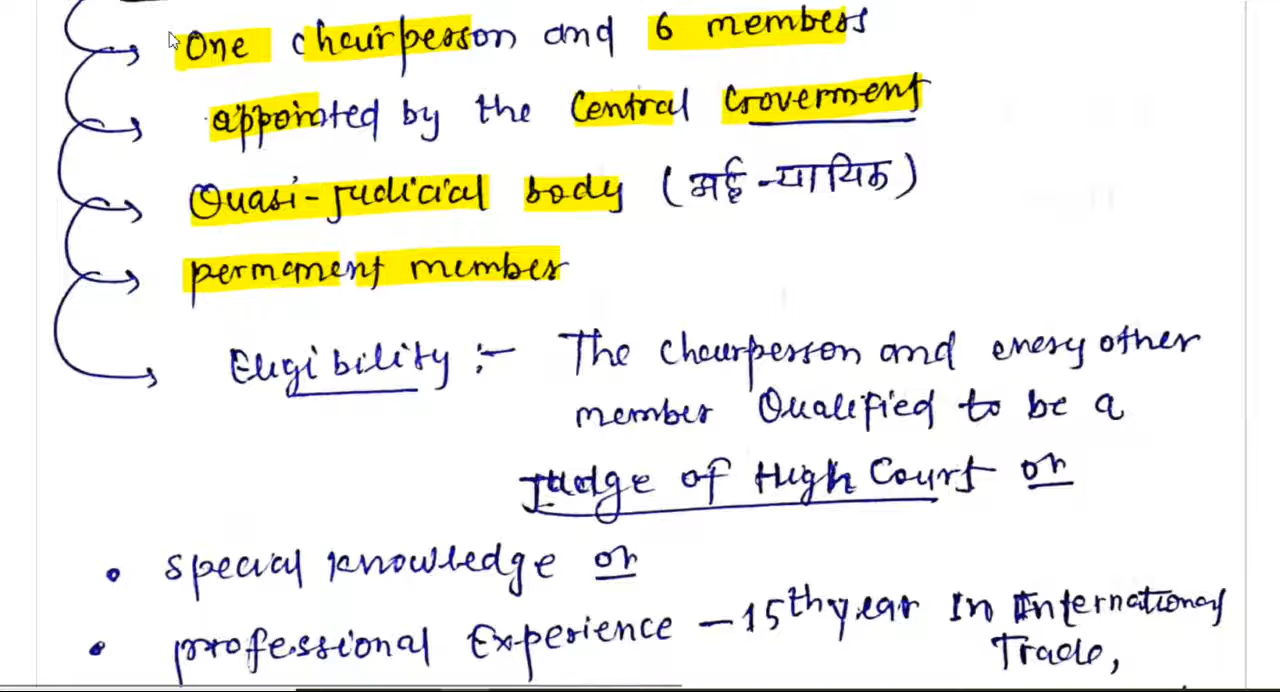 One chairperson and 6 members
appointed by the Central Goverment
Quasi-judicial body (अर्द्ध-न्यायिक)
permanent member
Eligibility :- The chairperson and every other
member Qualified to be a
Judge of High Court or
• special knowledge or
• professional Experience - 15th year In International
Trade,